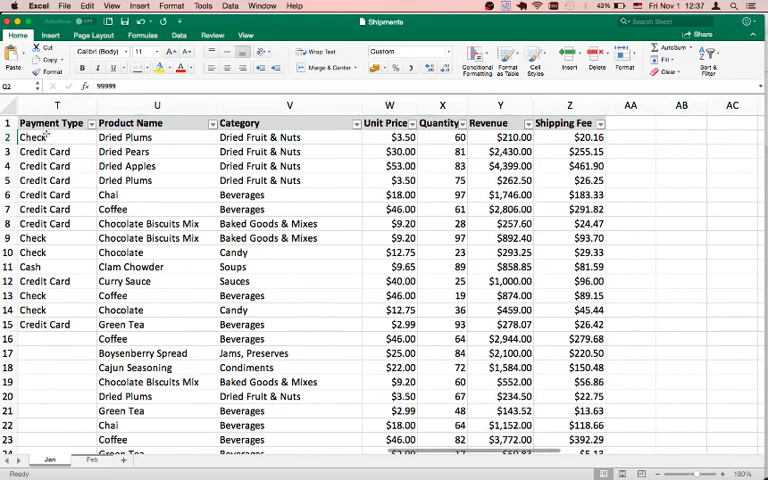 Excel File Edit View Insert Format Tools Data Window Help 43% Fri Nov 1 12:37
AutoSave OFF Shipments Search Sheet
Home Insert Page Layout Formulas Data Review View Share
Cut Calibri (Body) 11 Wrap Text Custom AutoSum
Paste Copy Fill
Format B I U Merge & Center $ % Conditional Formatting Format as Table Cell Styles Insert Delete Format Clear Sort & Filter
Q2 fx 99999
T U V W X Y Z AA AB AC
1 Payment Type Product Name Category Unit Price Quantity Revenue Shipping Fee
2 Check Dried Plums Dried Fruit & Nuts $3.50 60 $210.00 $20.16
3 Credit Card Dried Pears Dried Fruit & Nuts $30.00 81 $2,430.00 $255.15
4 Credit Card Dried Apples Dried Fruit & Nuts $53.00 83 $4,399.00 $461.90
5 Credit Card Dried Plums Dried Fruit & Nuts $3.50 75 $262.50 $26.25
6 Credit Card Chai Beverages $18.00 97 $1,746.00 $183.33
7 Credit Card Coffee Beverages $46.00 61 $2,806.00 $291.82
8 Credit Card Chocolate Biscuits Mix Baked Goods & Mixes $9.20 28 $257.60 $24.47
9 Check Chocolate Biscuits Mix Baked Goods & Mixes $9.20 97 $892.40 $93.70
10 Check Chocolate Candy $12.75 23 $293.25 $29.33
11 Cash Clam Chowder Soups $9.65 89 $858.85 $81.59
12 Credit Card Curry Sauce Sauces $40.00 25 $1,000.00 $96.00
13 Check Coffee Beverages $46.00 19 $874.00 $89.15
14 Check Chocolate Candy $12.75 36 $459.00 $45.44
15 Credit Card Green Tea Beverages $2.99 93 $278.07 $26.42
16 Coffee Beverages $46.00 64 $2,944.00 $279.68
17 Boysenberry Spread Jams, Preserves $25.00 84 $2,100.00 $220.50
18 Cajun Seasoning Condiments $22.00 72 $1,584.00 $150.48
19 Chocolate Biscuits Mix Baked Goods & Mixes $9.20 60 $552.00 $56.86
20 Dried Plums Dried Fruit & Nuts $3.50 67 $234.50 $22.75
21 Green Tea Beverages $2.99 48 $143.52 $13.63
22 Chai Beverages $18.00 64 $1,152.00 $118.66
23 Coffee Beverages $46.00 82 $3,772.00 $392.29
24 Green Tea Beverages $2.99 $5.13
Jan Feb +
Ready 180%